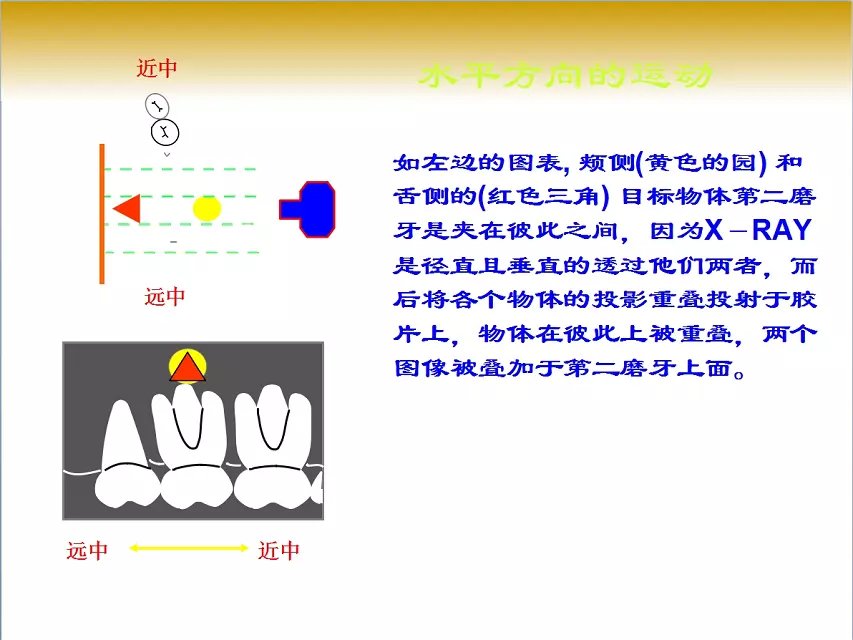 近中
水平方向的运动
远中
远中
近中
如左边的图表, 颊侧(黄色的园) 和
舌侧的(红色三角) 目标物体第二磨
牙是夹在彼此之间，因为X－RAY
是径直且垂直的透过他们两者，而
后将各个物体的投影重叠投射于胶
片上，物体在彼此上被重叠，两个
图像被叠加于第二磨牙上面。